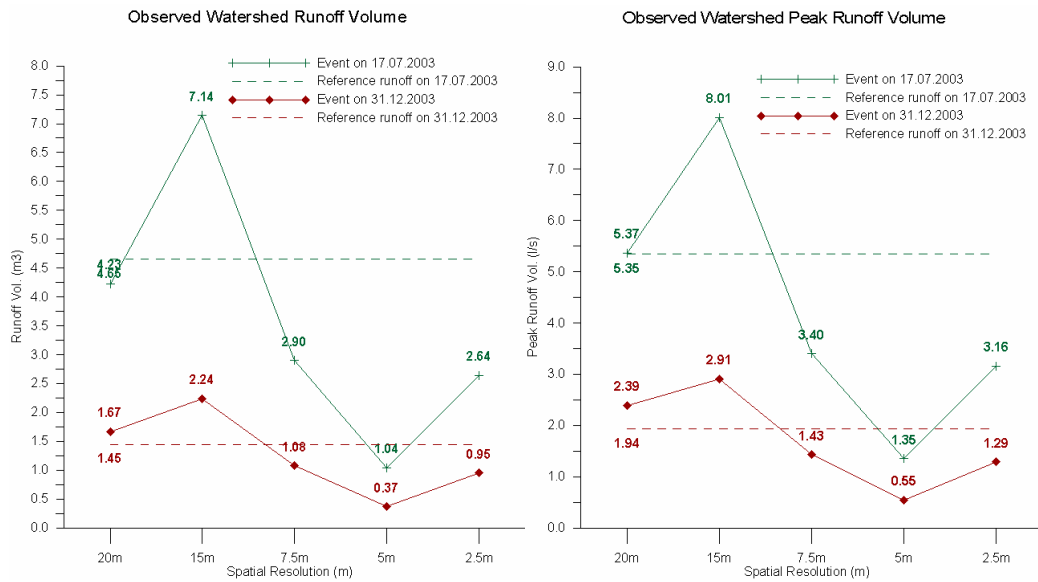 Observed Watershed Runoff Volume
Event on 17.07.2003
Reference runoff on 17.07.2003
Event on 31.12.2003
Reference runoff on 31.12.2003
Runoff Vol. (m3)
8.0
7.5
7.0
6.5
6.0
5.5
5.0
4.5
4.0
3.5
3.0
2.5
2.0
1.5
1.0
0.5
0.0
7.14
4.23
4.65
2.90
2.64
2.24
1.67
1.45
1.08
1.04
0.95
0.37
20m
15m
7.5m
5m
2.5m
Spatial Resolution (m)
Observed Watershed Peak Runoff Volume
Event on 17.07.2003
Reference runoff on 17.07.2003
Event on 31.12.2003
Reference runoff on 31.12.2003
Peak Runoff Vol. (l/s)
9.0
8.0
7.0
6.0
5.0
4.0
3.0
2.0
1.0
0.0
8.01
5.37
5.35
3.40
3.16
2.91
2.39
1.94
1.43
1.35
1.29
0.55
20m
15m
7.5m
5m
2.5m
Spatial Resolution (m)